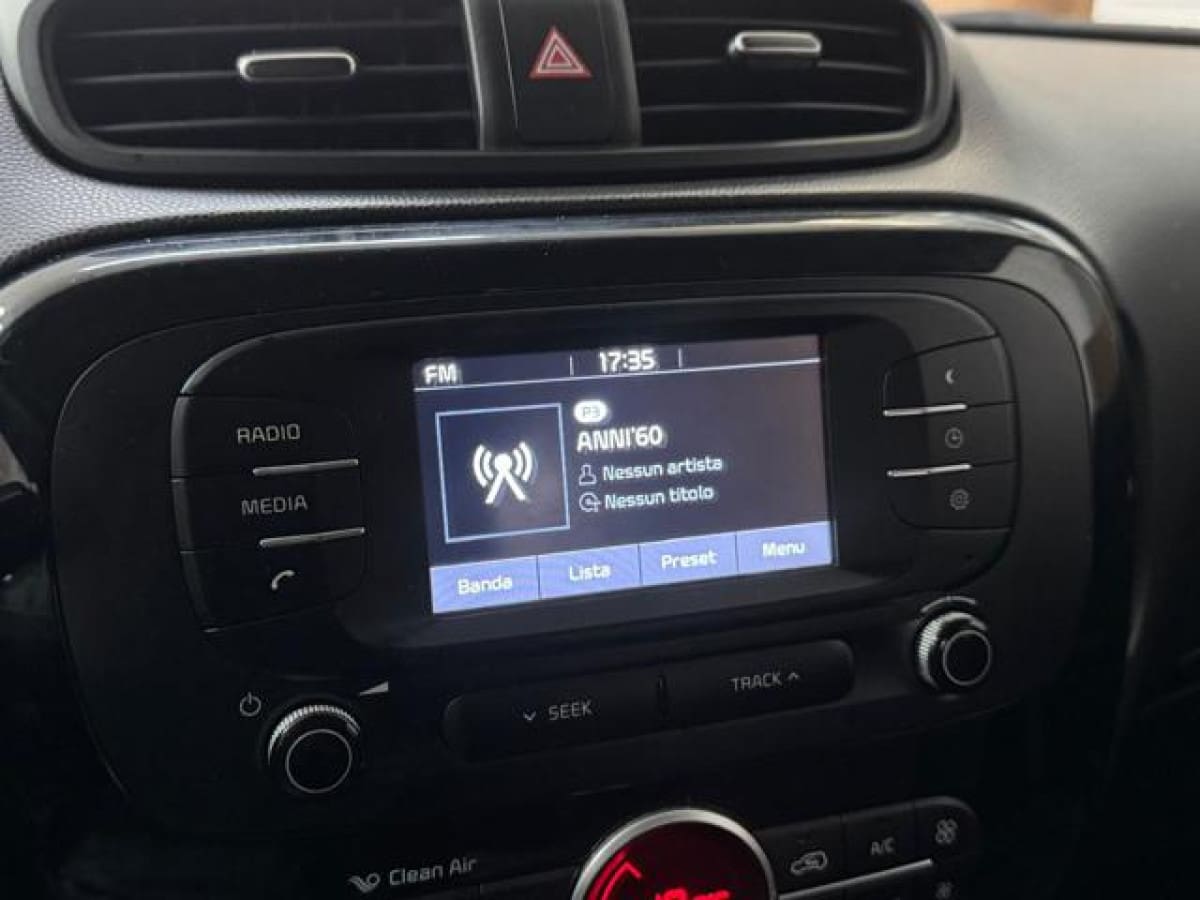 FM 17:35
P3
ANNI'60
Nessun artista
Nessun titolo
Banda Lista Preset Menu
RADIO
MEDIA
SEEK TRACK
Clean Air
A/C